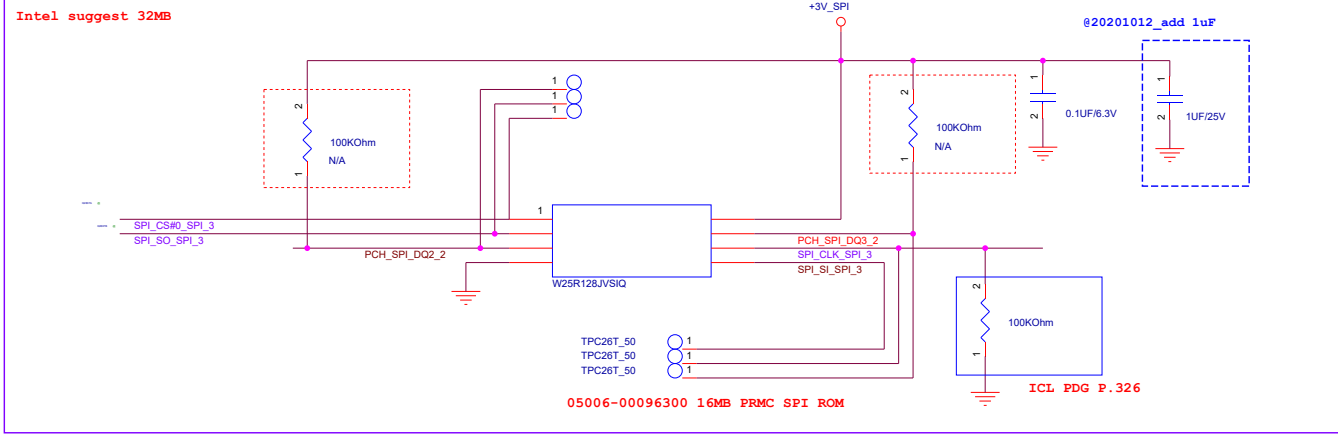 Intel suggest 32MB
+3V_SPI
@20201012_add 1uF
2
100KOhm
N/A
1
1
1
1
2
100KOhm
N/A
1
1
2
0.1UF/6.3V
1
2
1UF/25V
1
SPI_CS#0_SPI_3
SPI_SO_SPI_3
PCH_SPI_DQ2_2
W25R128JVSIQ
PCH_SPI_DQ3_2
SPI_CLK_SPI_3
SPI_SI_SPI_3
2
100KOhm
1
TPC26T_50 1
TPC26T_50 1
TPC26T_50 1
ICL PDG P.326
05006-00096300 16MB PRMC SPI ROM